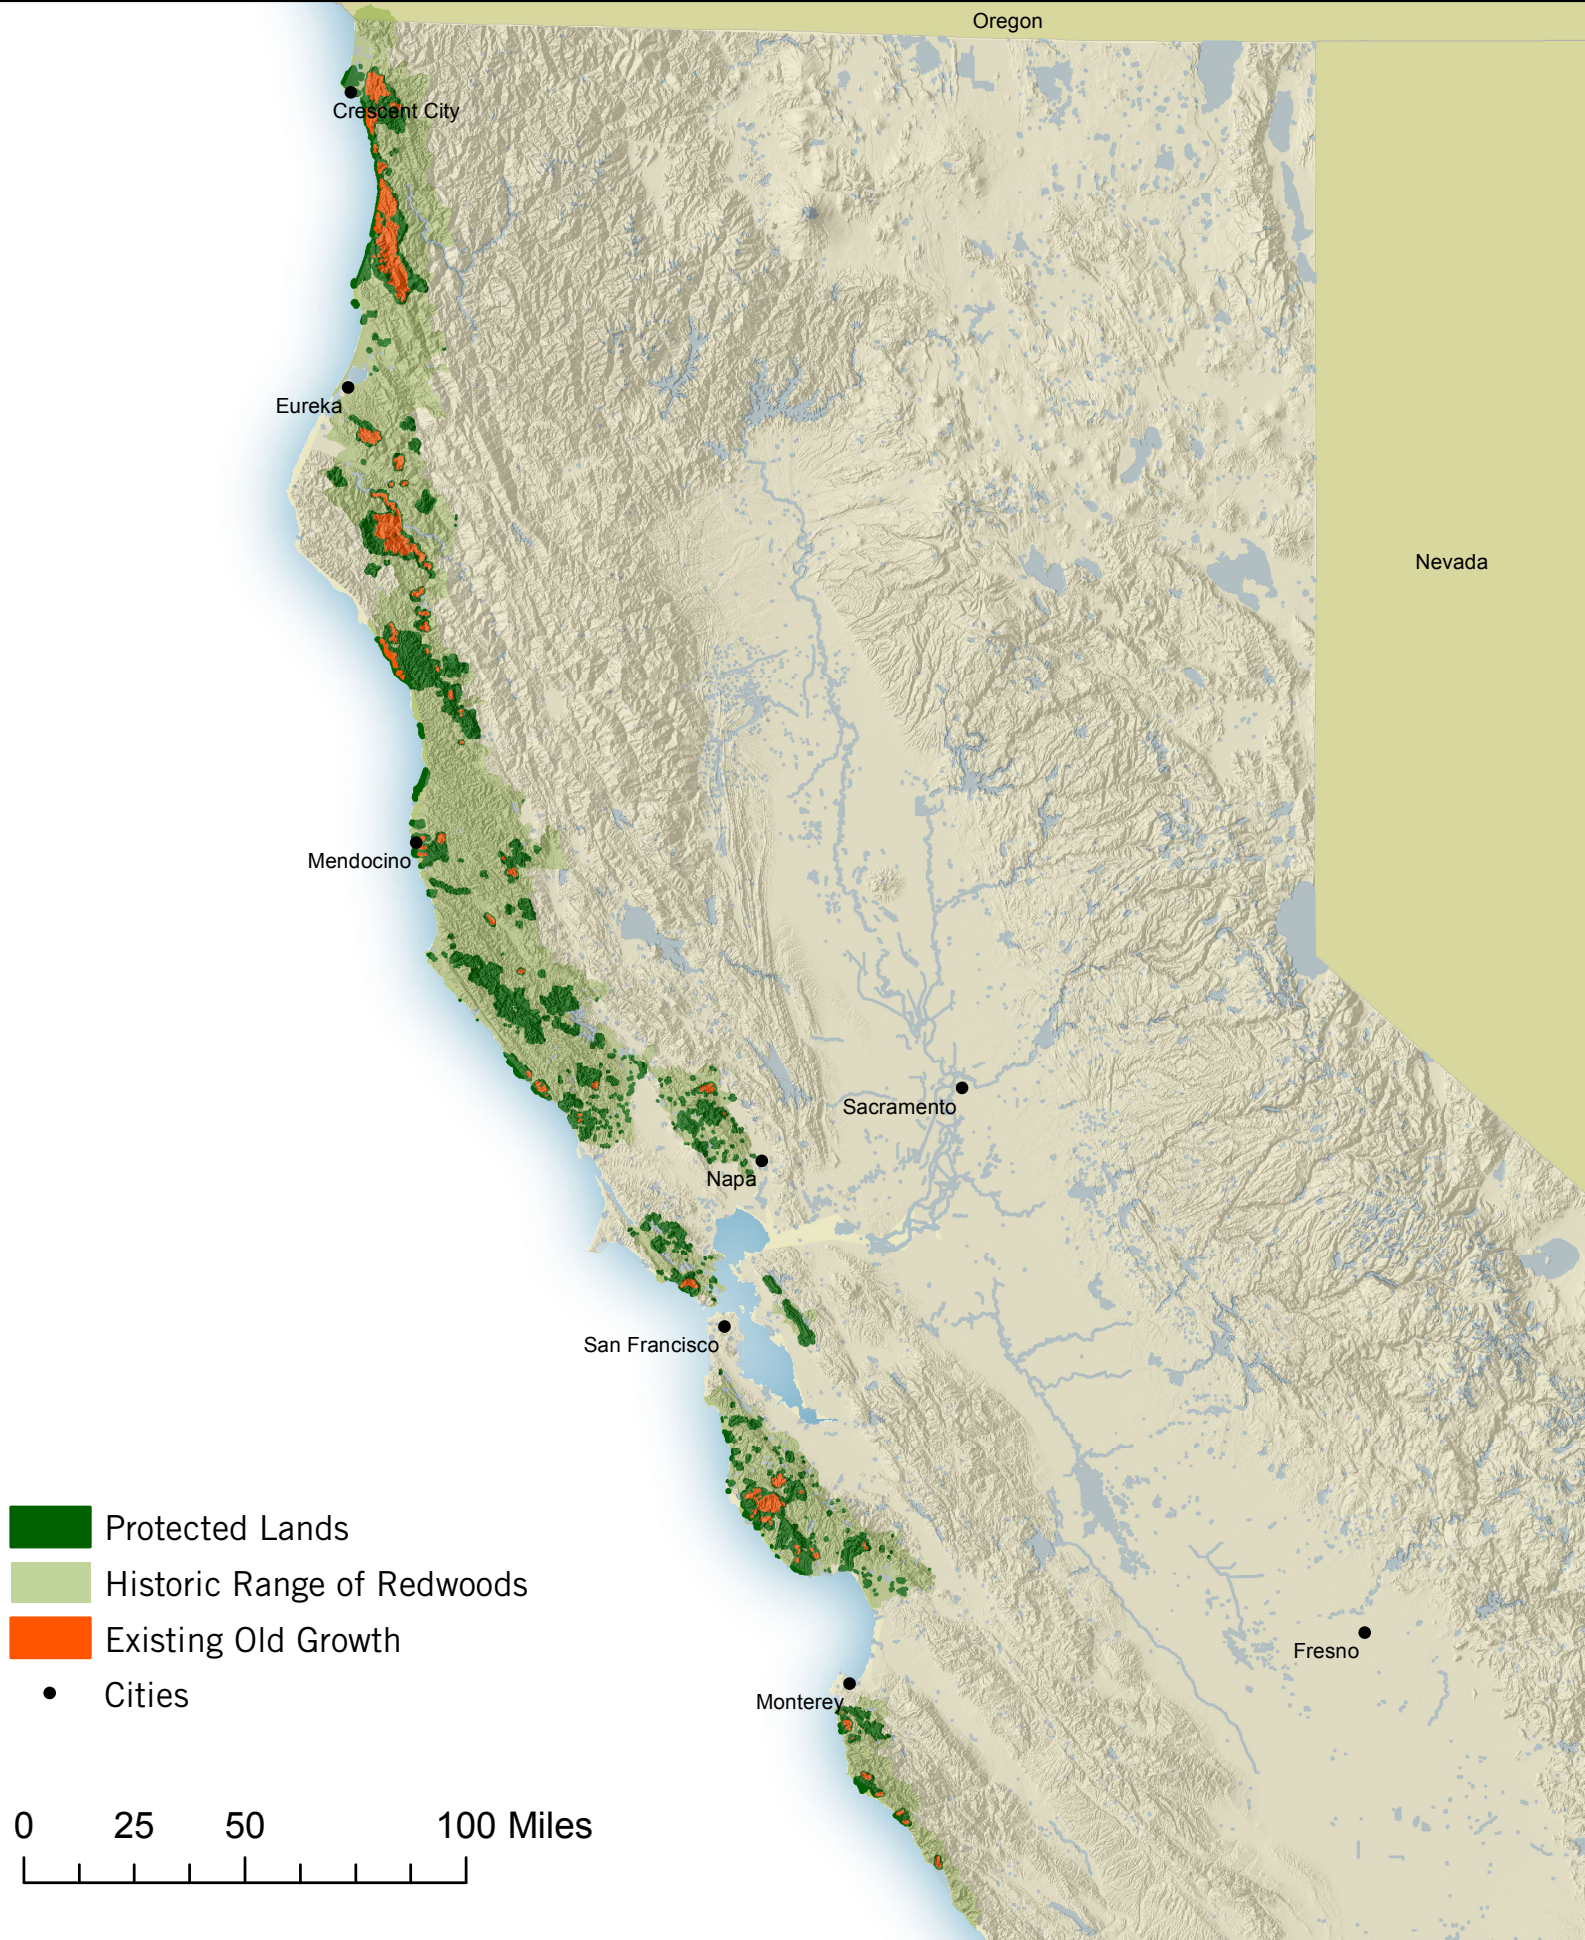 Oregon
Crescent City
Eureka
Nevada
Mendocino
Sacramento
Napa
San Francisco
Protected Lands
Historic Range of Redwoods
Existing Old Growth
Cities
Fresno
Monterey
0 25 50 100 Miles